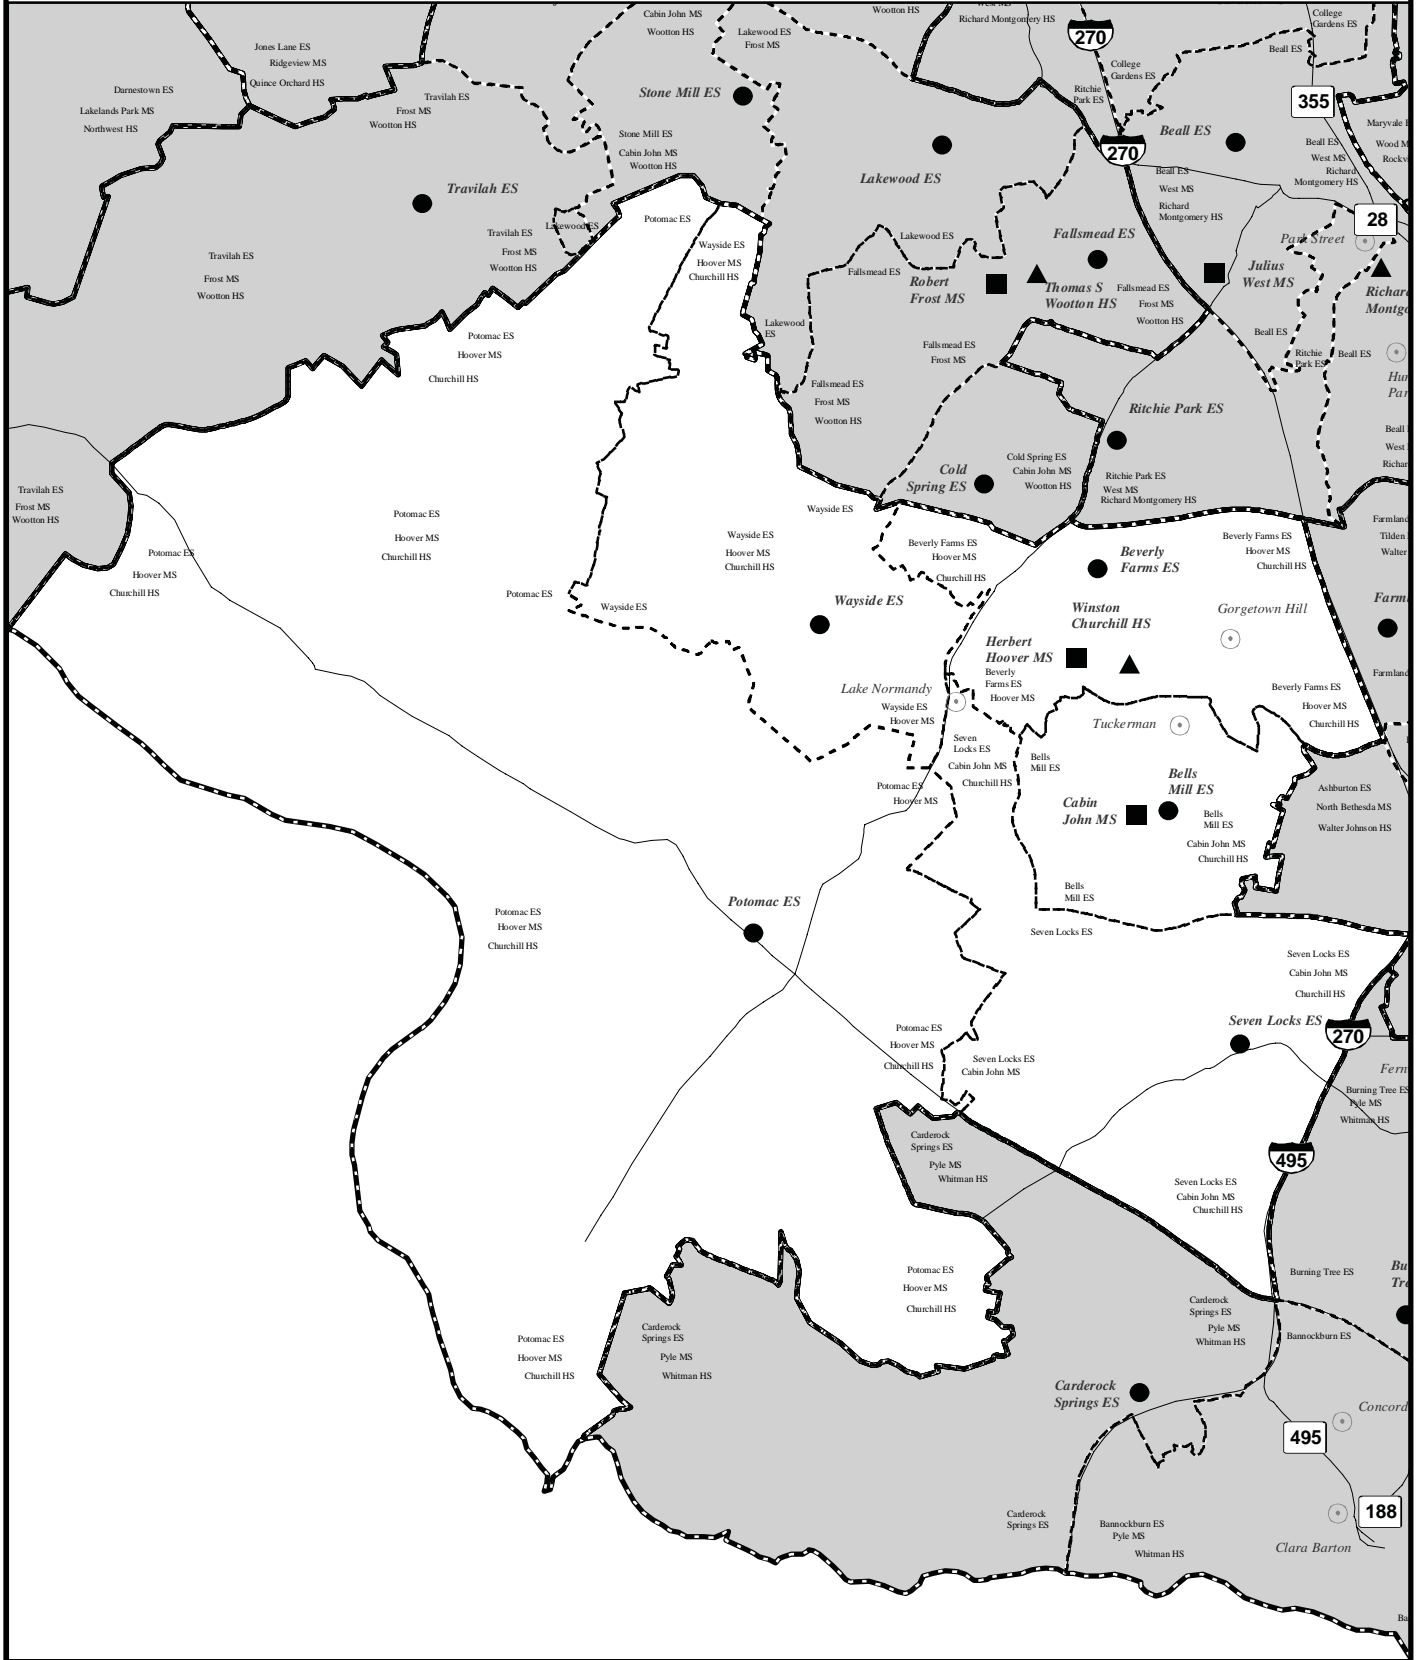 Cabin John MS
Wootton HS
Wootton HS
Richard Montgomery HS
College
Gardens ES
Lakewood ES
Frost MS
270
Beall ES
Jones Lane ES
Ridgeview MS
Quince Orchard HS
College
Gardens ES
Darnestown ES
Lakelands Park MS
Northwest HS
Travilah ES
Frost MS
Wootton HS
Stone Mill ES
Ritchie
Park ES
355
Stone Mill ES
Cabin John MS
Wootton HS
Beall ES
270
Beall ES
West MS
Richard
Montgomery HS
Lakewood ES
Beall ES
West MS
Richard
Montgomery HS
Travilah ES
28
Potomac ES
Lakewood ES
Travilah ES
Frost MS
Wootton HS
Wayside ES
Hoover MS
Churchill HS
Lakewood ES
Fallsmead ES
Park Street
Travilah ES
Frost MS
Wootton HS
Fallsmead ES
Robert
Frost MS
Thomas S
Wootton HS
Fallsmead ES
Frost MS
Wootton HS
Julius
West MS
Lakewood
ES
Potomac ES
Hoover MS
Churchill HS
Fallsmead ES
Frost MS
Beall ES
Ritchie
Park ES
Beall ES
Fallsmead ES
Frost MS
Wootton HS
Ritchie Park ES
Cold
Spring ES
Cold Spring ES
Cabin John MS
Wootton HS
Ritchie Park ES
West MS
Richard Montgomery HS
Travilah ES
Frost MS
Wootton HS
Potomac ES
Hoover MS
Churchill HS
Wayside ES
Wayside ES
Hoover MS
Churchill HS
Beverly Farms ES
Hoover MS
Churchill HS
Beverly
Farms ES
Beverly Farms ES
Hoover MS
Churchill HS
Potomac ES
Hoover MS
Churchill HS
Potomac ES
Wayside ES
Wayside ES
Winston
Churchill HS
Gorgetown Hill
Herbert
Hoover MS
Beverly
Farms ES
Hoover MS
Lake Normandy
Wayside ES
Hoover MS
Beverly Farms ES
Hoover MS
Churchill HS
Tuckerman
Seven
Locks ES
Cabin John MS
Churchill HS
Bells
Mill ES
Potomac ES
Hoover MS
Bells
Mill ES
Cabin
John MS
Bells
Mill ES
Cabin John MS
Churchill HS
Ashburton ES
North Bethesda MS
Walter Johnson HS
Bells
Mill ES
Potomac ES
Potomac ES
Hoover MS
Churchill HS
Seven Locks ES
Seven Locks ES
Cabin John MS
Churchill HS
Seven Locks ES
270
Potomac ES
Hoover MS
Churchill HS
Seven Locks ES
Cabin John MS
Burning Tree ES
Pyle MS
Whitman HS
Carderock
Springs ES
Pyle MS
Whitman HS
495
Seven Locks ES
Cabin John MS
Churchill HS
Potomac ES
Hoover MS
Churchill HS
Burning Tree ES
Carderock
Springs ES
Pyle MS
Whitman HS
Bannockburn ES
Potomac ES
Hoover MS
Churchill HS
Carderock
Springs ES
Pyle MS
Whitman HS
Carderock
Springs ES
Concord
495
188
Carderock
Springs ES
Bannockburn ES
Pyle MS
Whitman HS
Clara Barton